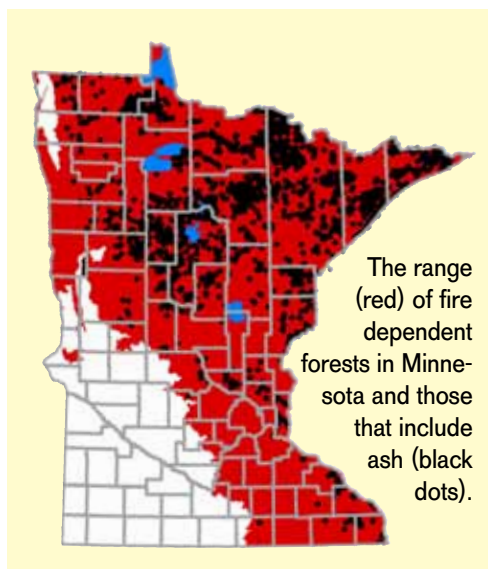 The range
(red) of fire
dependent
forests in Minne-
sota and those
that include
ash (black
dots).